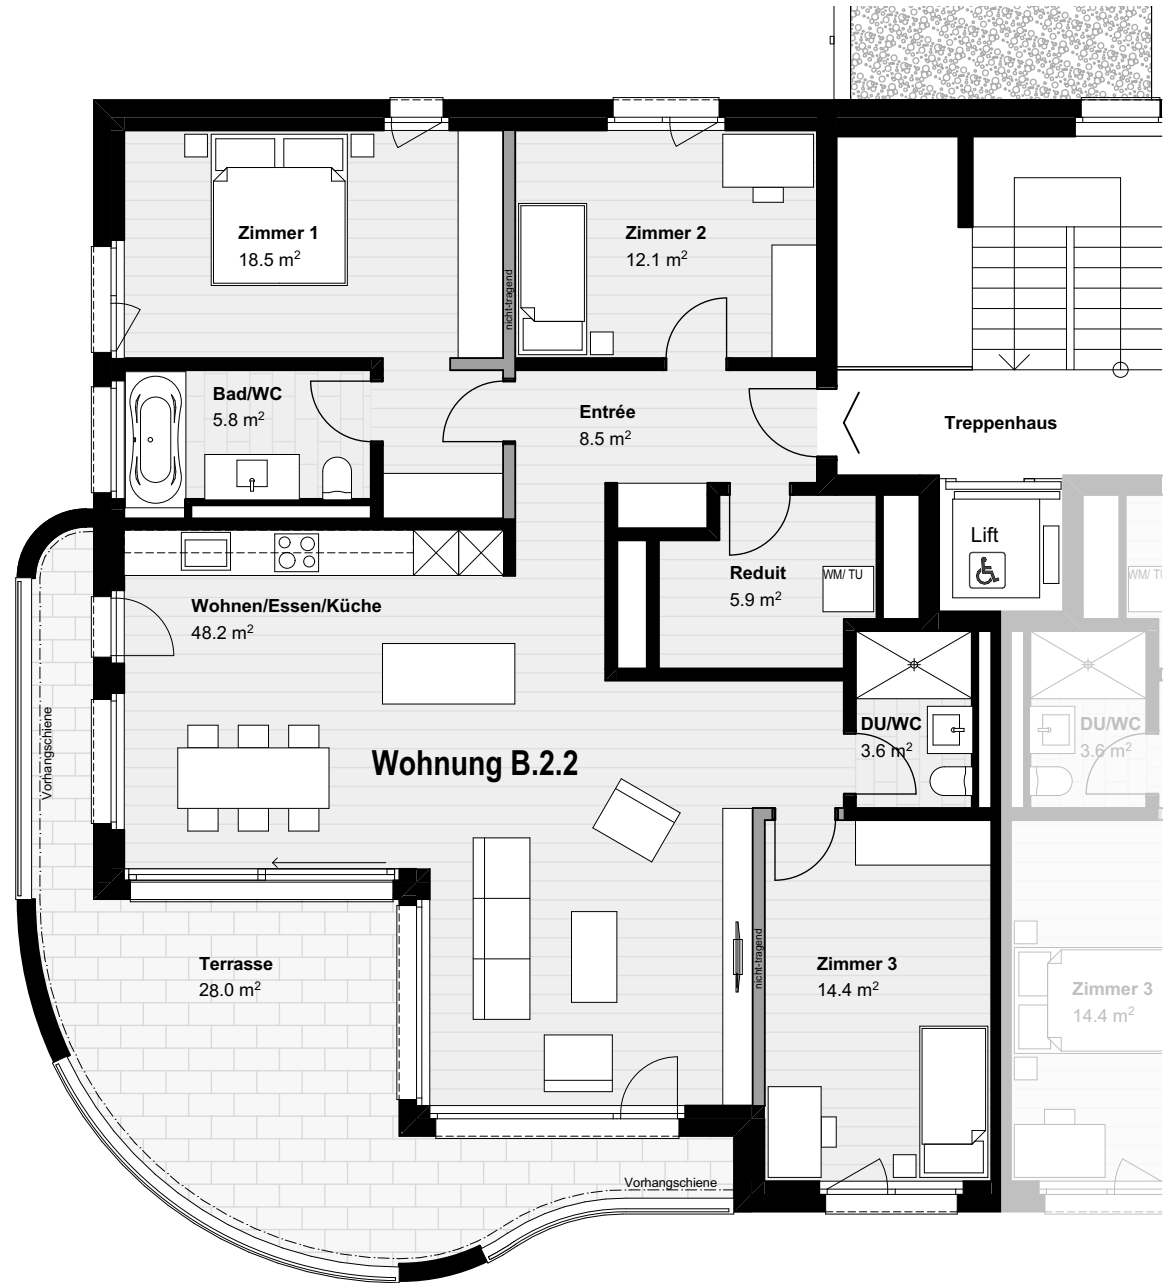 Zimmer 1
18.5 m²
Zimmer 2
12.1 m²
nicht-tragend
Bad/WC
5.8 m²
Entrée
8.5 m²
Treppenhaus
Lift
Reduit
5.9 m²
WM/ TU
WM/ TU
Wohnen/Essen/Küche
48.2 m²
DU/WC
3.6 m²
DU/WC
3.6 m²
Vorhangschiene
Wohnung B.2.2
Terrasse
28.0 m²
nicht-tragend
Zimmer 3
14.4 m²
Zimmer 3
14.4 m²
Vorhangschiene